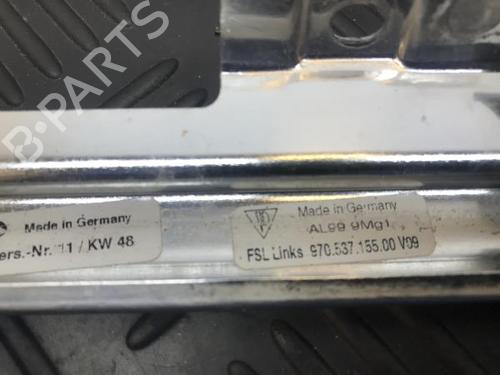 B-PARTS
Made in Germany
ers.-Nr. 11 / KW 48
Made in Germany
AL99 9Mg1
FSL Links 970.537.155.00 V09